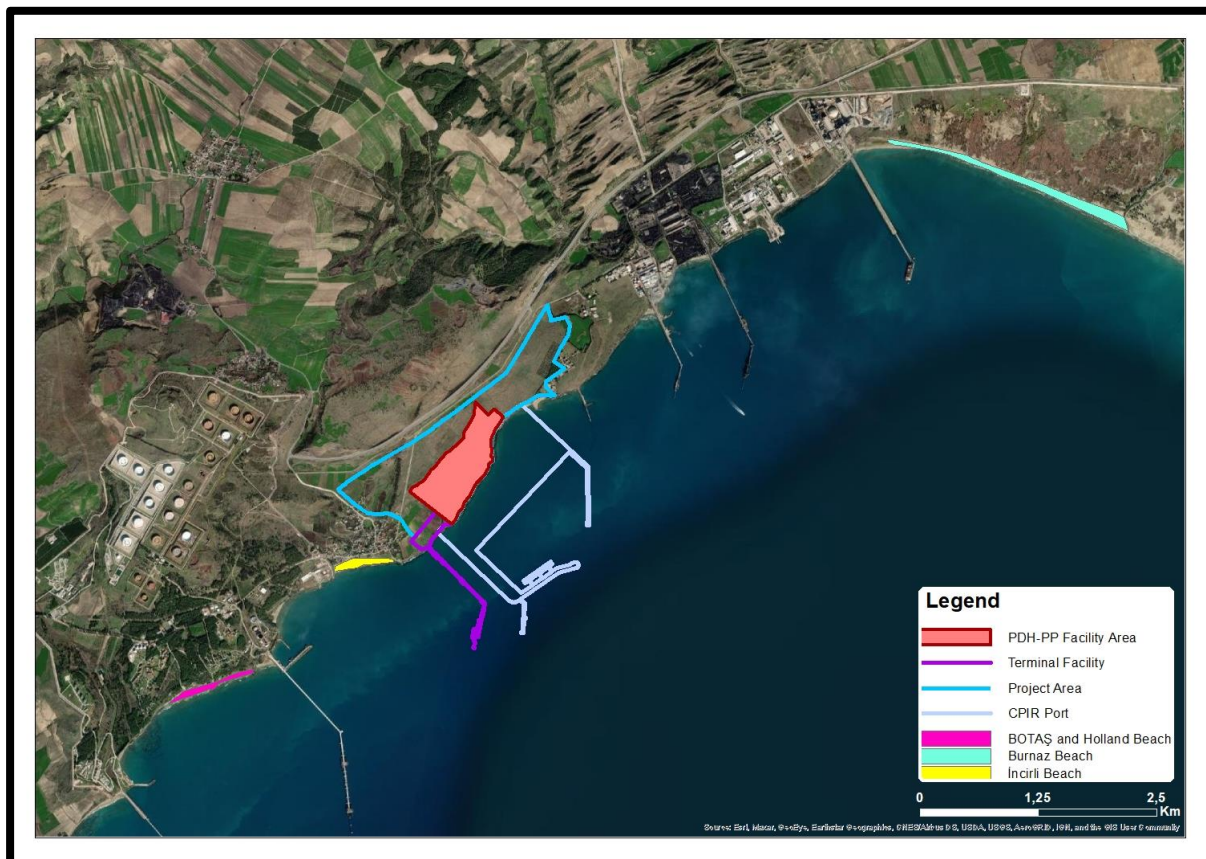 Legend
PDH-PP Facility Area
Terminal Facility
Project Area
CPIR Port
BOTAŞ and Holland Beach
Burnaz Beach
İncirli Beach
0 1,25 2,5
Km
Source: Esri, Maxar, GeoEye, Earthstar Geographics, CNES/Airbus DS, USDA, USGS, AeroGRID, IGN, and the GIS User Community